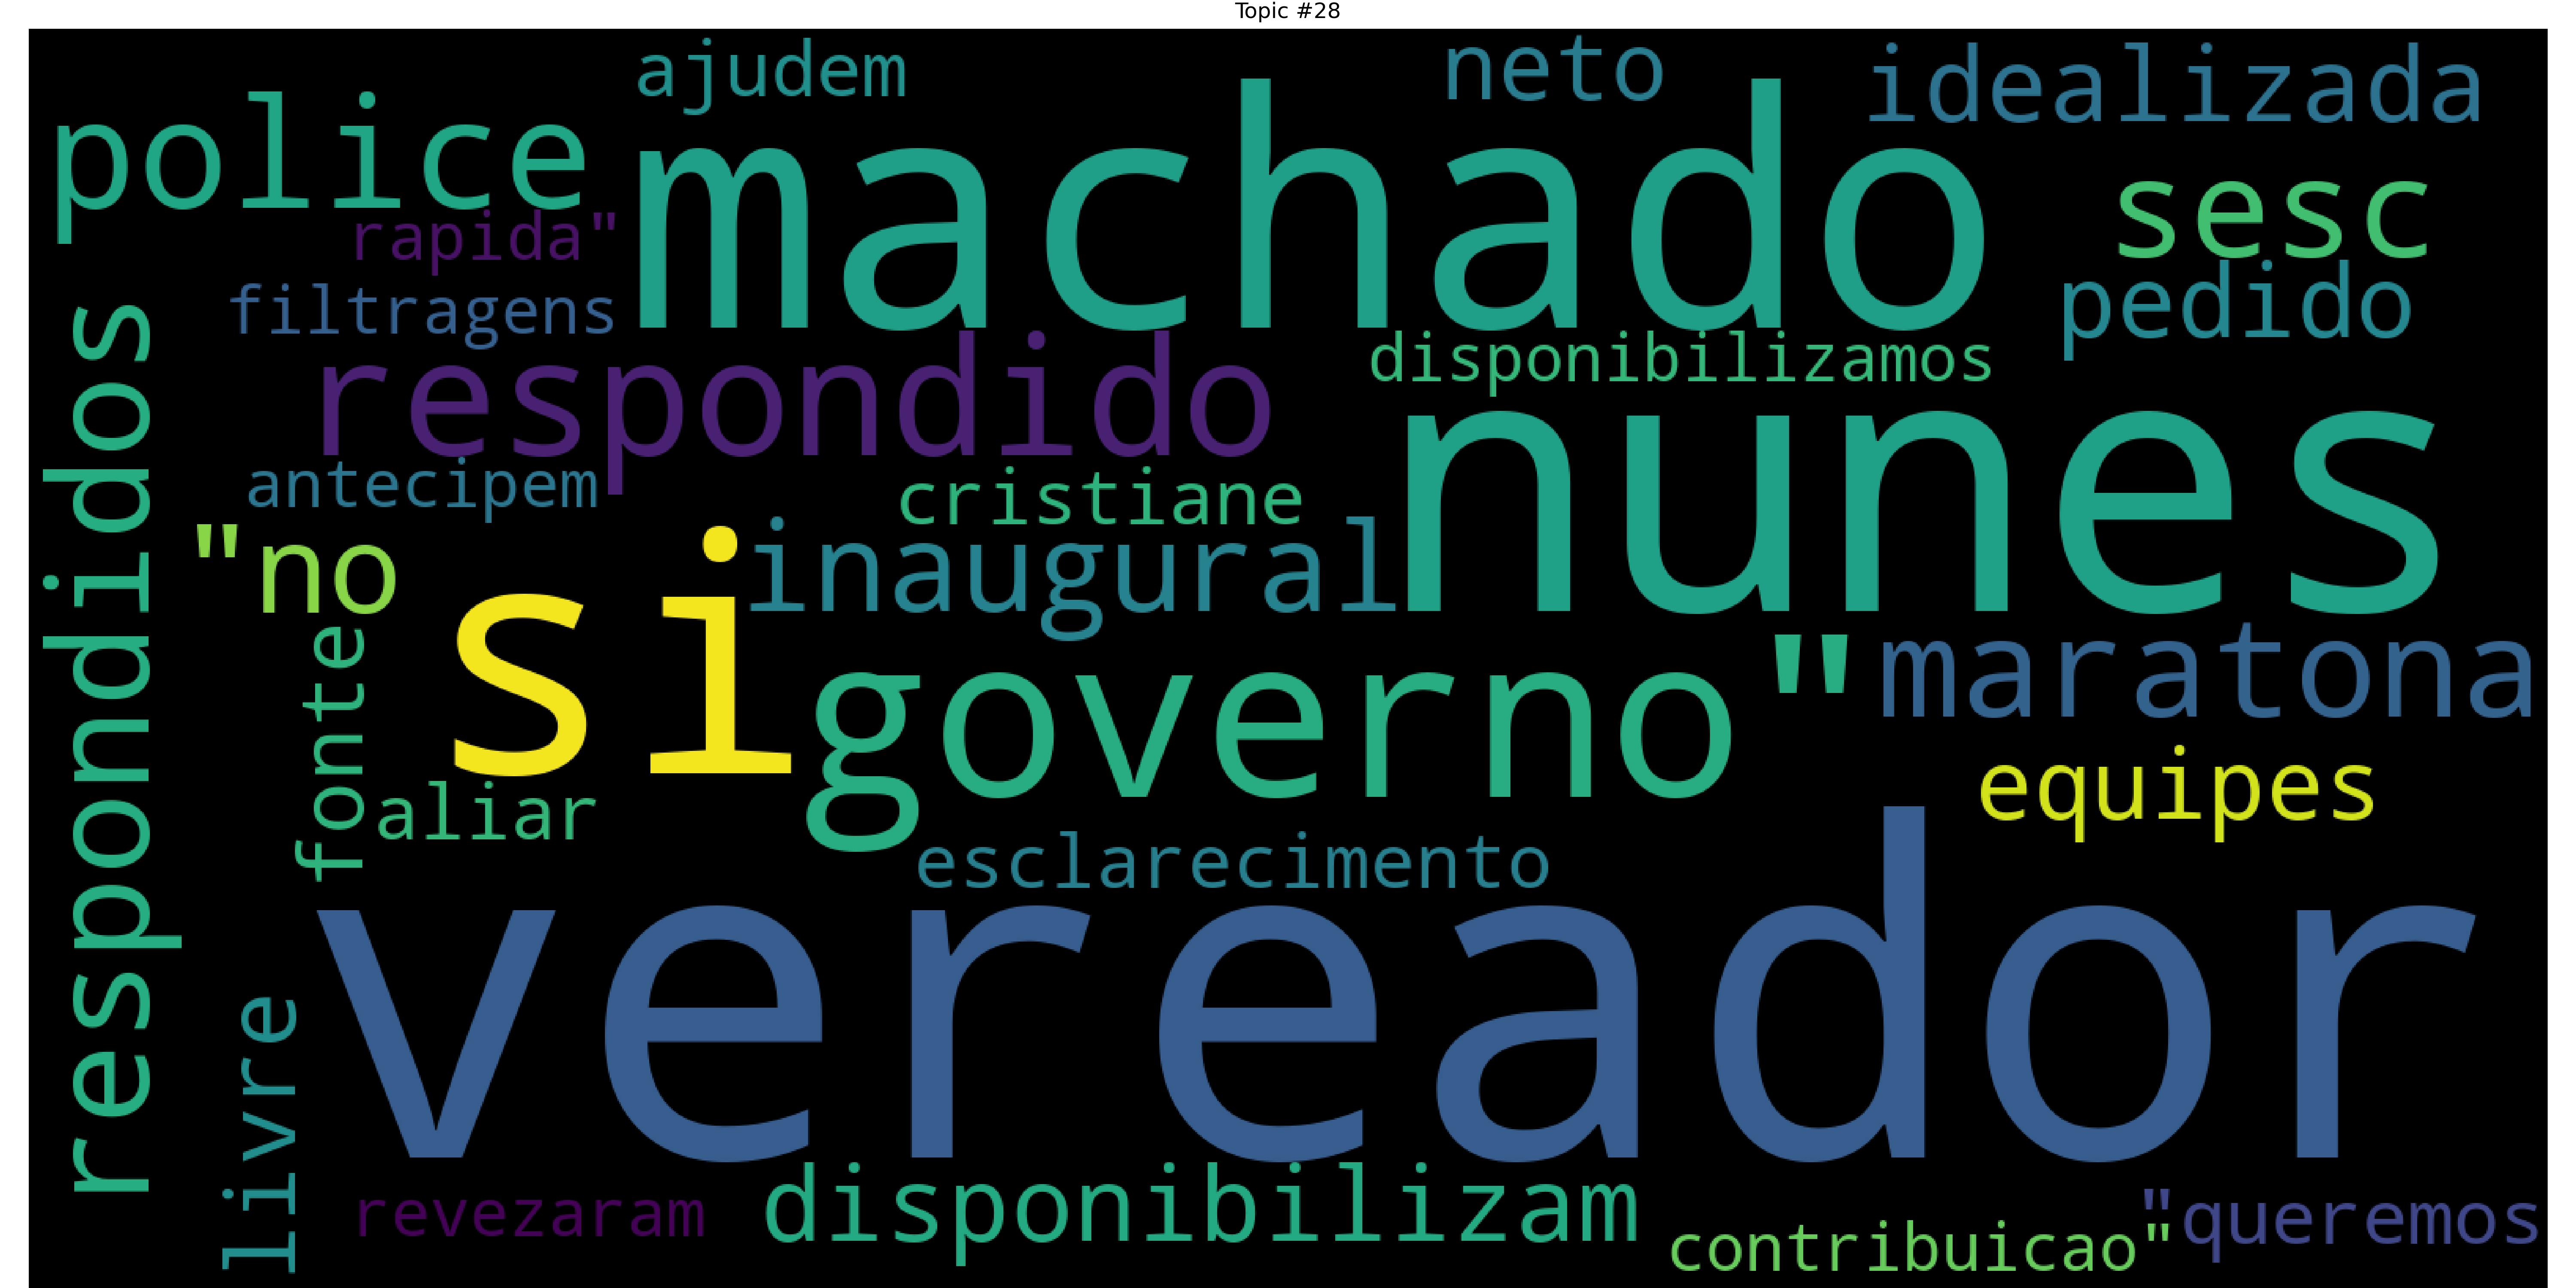 Topic #28
ajudem
neto
idealizada
police
machado
sesc
rapida"
filtragens
pedido
respondido
disponibilizamos
nunes
respondidos
antecipem
cristiane
"no
si
inaugural
governo"
maratona
fonte
aliar
equipes
esclarecimento
vereador
livre
revezaram
disponibilizam
contribuicao"
"queremos